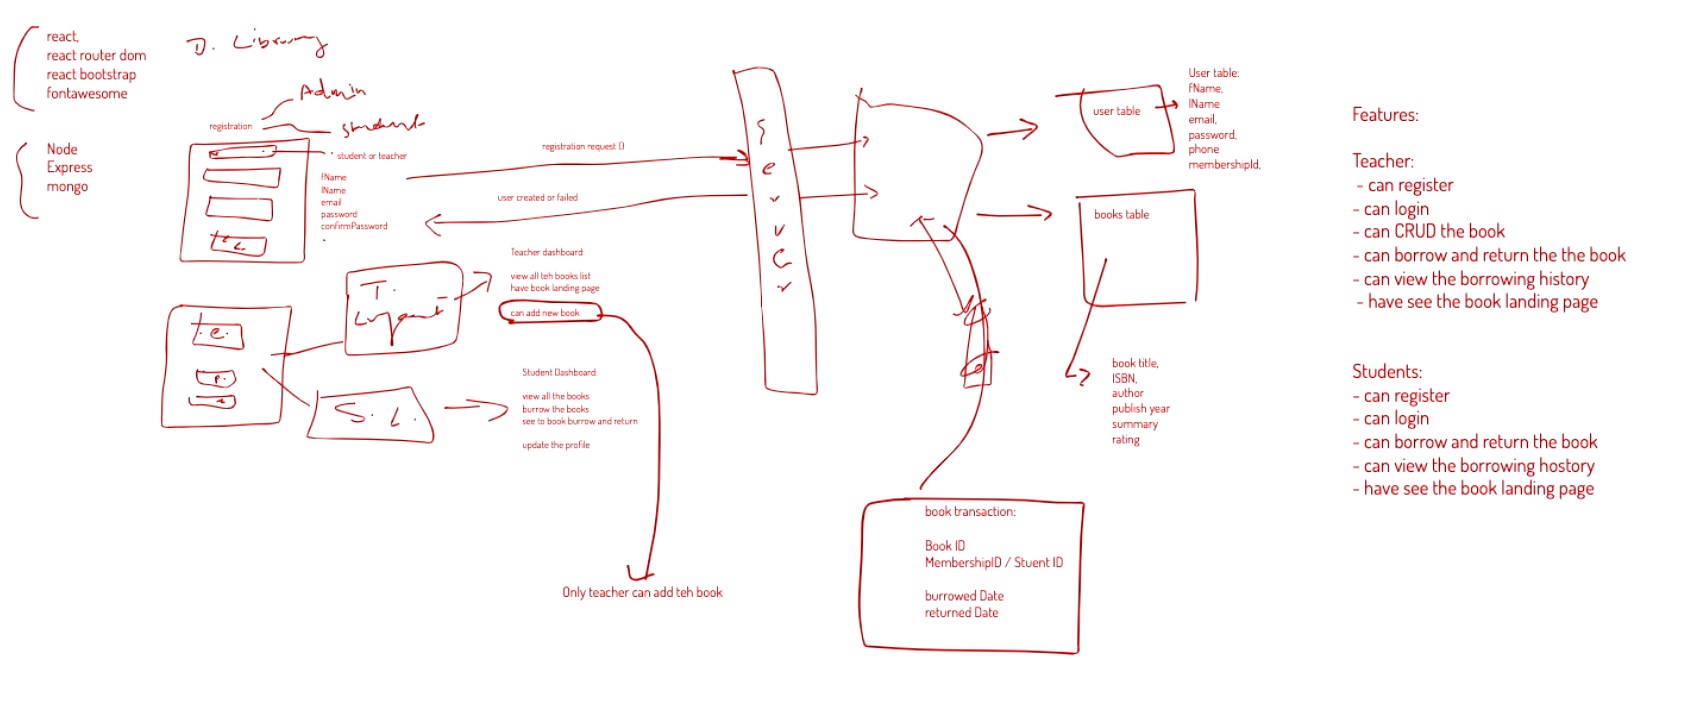 react,
react router dom
react bootstrap
fontawesome
Node
Express
mongo
D. Library
Admin
student
registration
student or teacher
fName
lName
email
password
confirmPassword
registration request ()
user created or failed
Server
Teacher dashboard:
view all teh books list
have book landing page
can add new book
T.
S. L.
Student Dashboard:
view all the books
burrow the books
see to book burrow and return
update the profile
Only teacher can add teh book
user table
User table:
fName,
lName
email,
password,
phone
membershipId,
books table
book title,
ISBN,
author
publish year
summary
rating
book transaction:
Book ID
MembershipID / Stuent ID
burrowed Date
returned Date
Features:
Teacher:
- can register
- can login
- can CRUD the book
- can borrow and return the the book
- can view the borrowing history
- have see the book landing page
Students:
- can register
- can login
- can borrow and return the book
- can view the borrowing hostory
- have see the book landing page